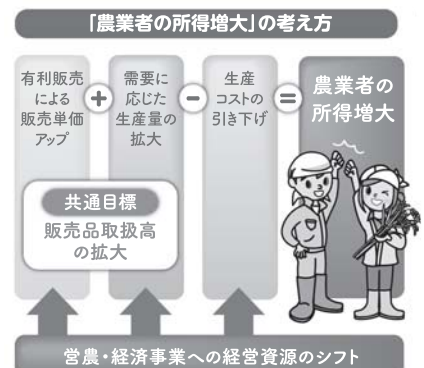 「農業者の所得増大」の考え方
有利販売
による
販売単価
アップ
+
需要に
応じた
生産量の
拡大
−
生産
コストの
引き下げ
=
農業者の
所得増大
共通目標
販売品取扱高
の拡大
営農・経済事業への経営資源のシフト